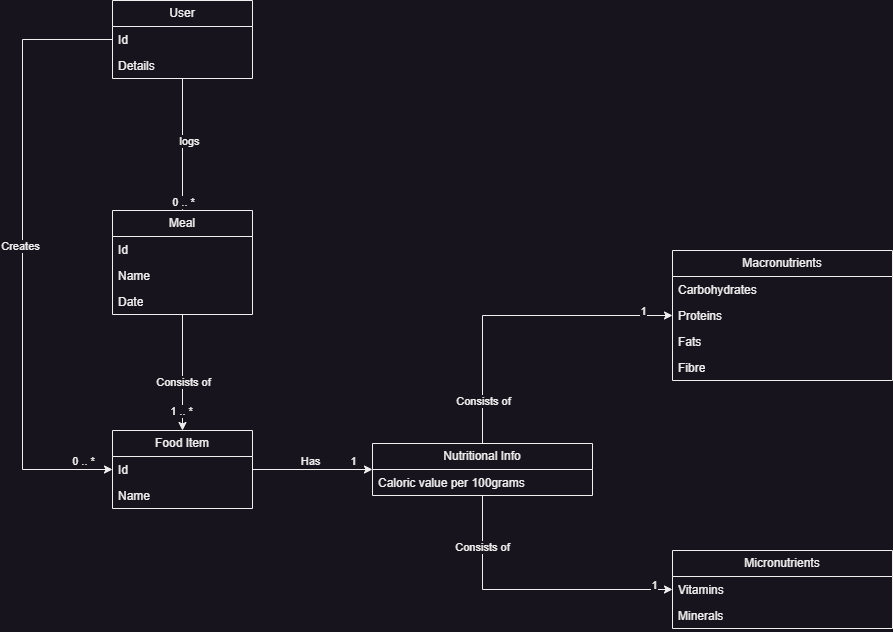 User
Id
Details
logs
0 .. *
Meal
Id
Name
Date
Creates
Consists of
1 .. *
Food Item
Id
Name
0 .. *
Has
1
Nutritional Info
Caloric value per 100grams
Consists of
1
Macronutrients
Carbohydrates
Proteins
Fats
Fibre
Consists of
1
Micronutrients
Vitamins
Minerals